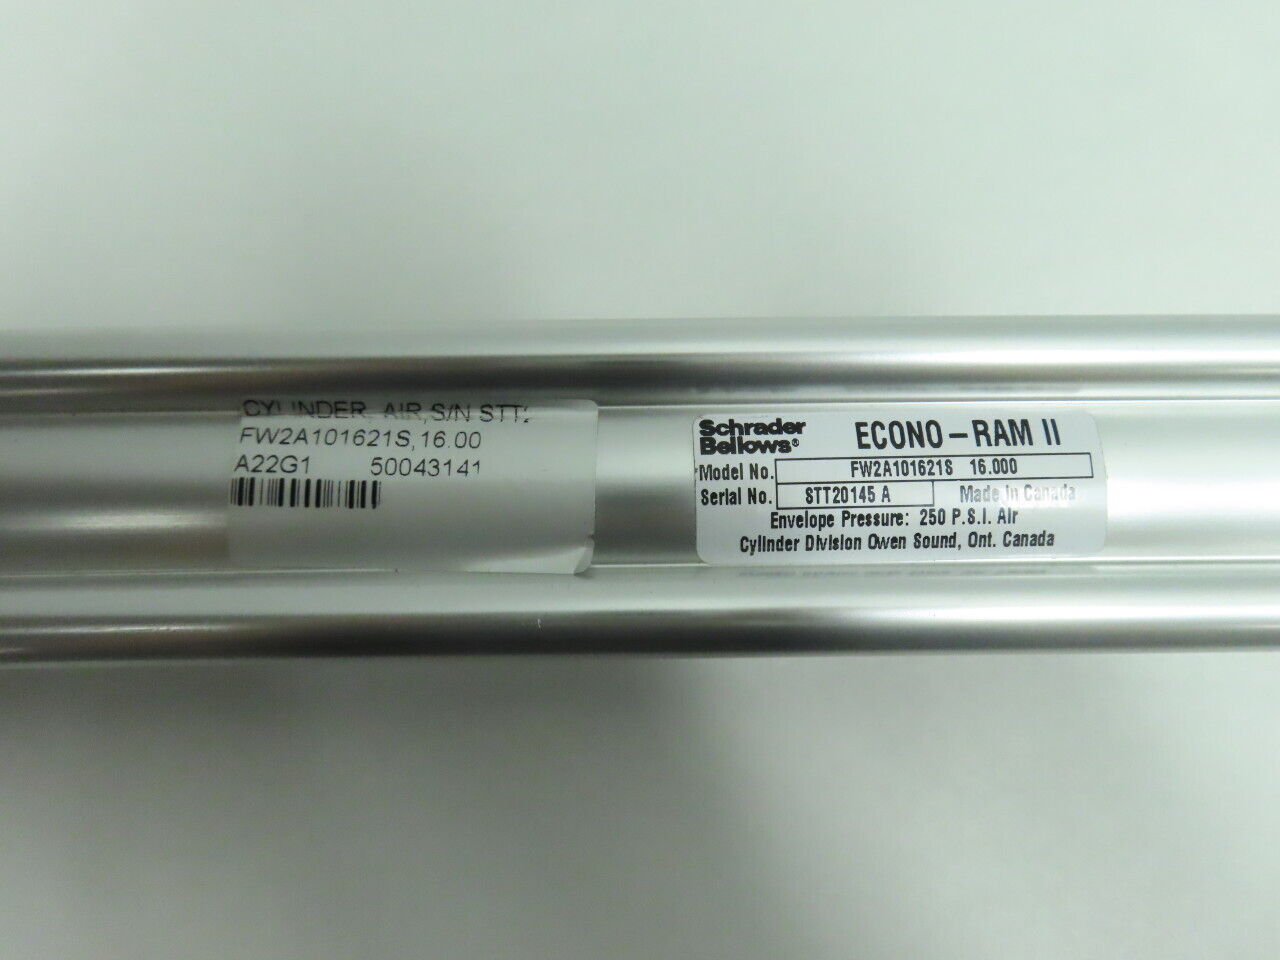 CYLINDER, AIR,S/N STT2
FW2A101621S,16.00
A22G1 50043141
Schrader
Bellows®
ECONO-RAM II
Model No. FW2A101621S 16.000
Serial No. STT20145 A Made In Canada
Envelope Pressure: 250 P.S.I. Air
Cylinder Division Owen Sound, Ont. Canada